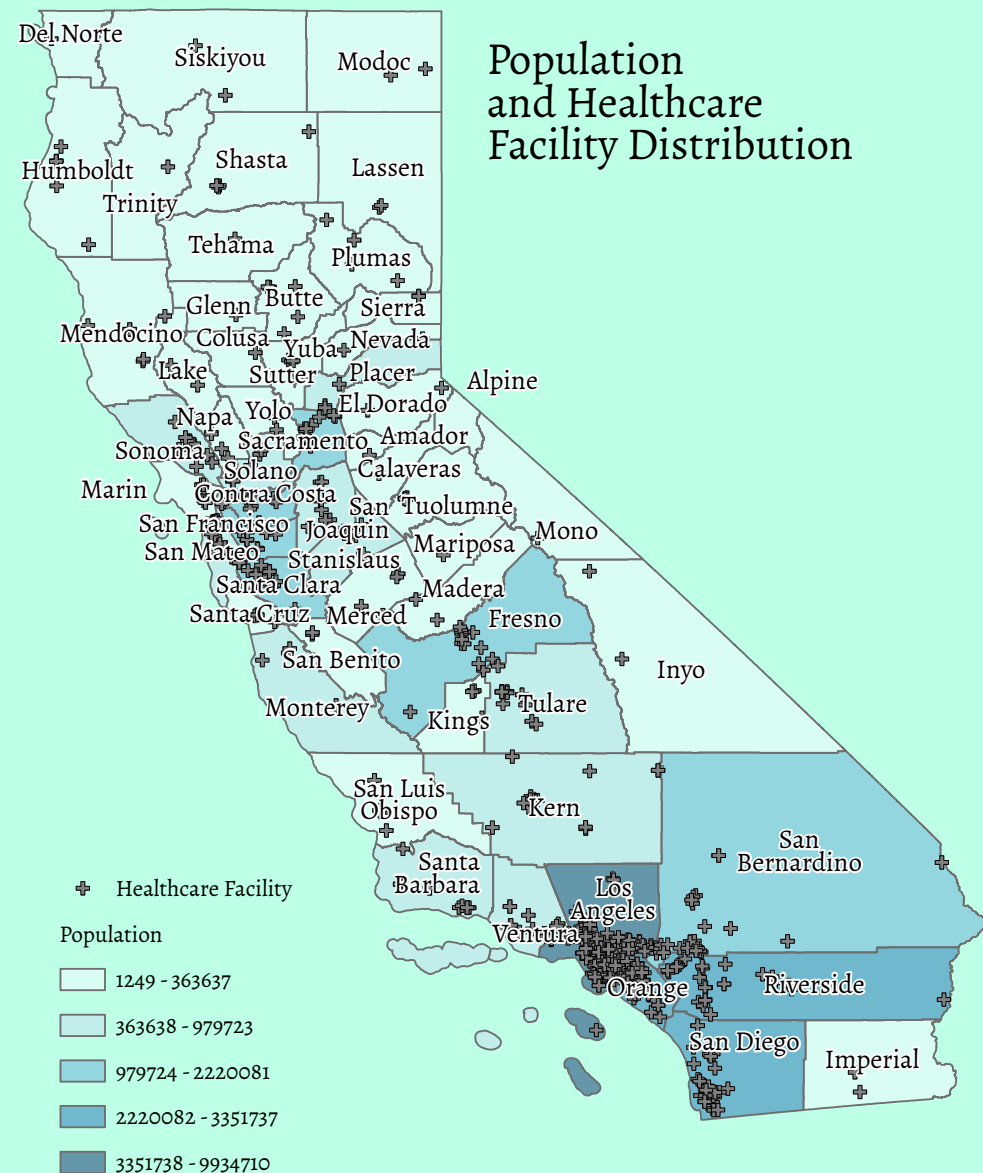 Population
and Healthcare
Facility Distribution
Del Norte
Siskiyou
Modoc
Humboldt
Trinity
Shasta
Lassen
Tehama
Plumas
Glenn
Butte
Sierra
Mendocino
Colusa
Yuba
Nevada
Lake
Sutter
Placer
Alpine
Napa
Yolo
El Dorado
Sonoma
Sacramento
Amador
Solano
Calaveras
Marin
Contra Costa
San
Joaquin
Tuolumne
San Francisco
Mono
San Mateo
Stanislaus
Mariposa
Santa Clara
Madera
Santa Cruz
Merced
Fresno
San Benito
Inyo
Monterey
Kings
Tulare
San Luis
Obispo
Kern
San
Bernardino
Santa
Barbara
Los
Angeles
Ventura
Orange
Riverside
San Diego
Imperial
Healthcare Facility
Population
1249 - 363637
363638 - 979723
979724 - 2220081
2220082 - 3351737
3351738 - 9934710